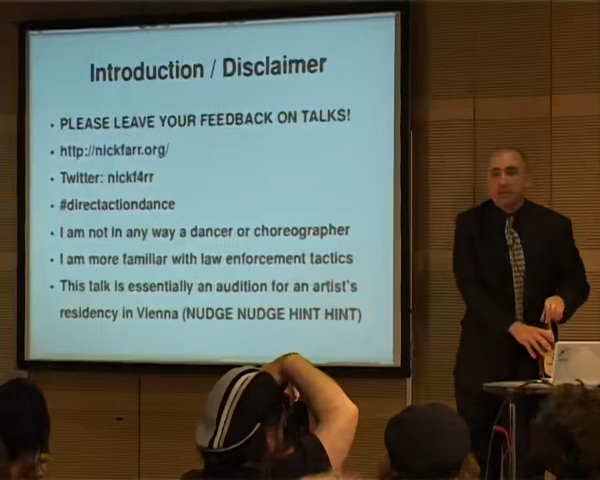 Introduction / Disclaimer
• PLEASE LEAVE YOUR FEEDBACK ON TALKS!
• http://nickfarr.org/
• Twitter: nickf4rr
• #directactiondance
• I am not in any way a dancer or choreographer
• I am more familiar with law enforcement tactics
• This talk is essentially an audition for an artist's
residency in Vienna (NUDGE NUDGE HINT HINT)